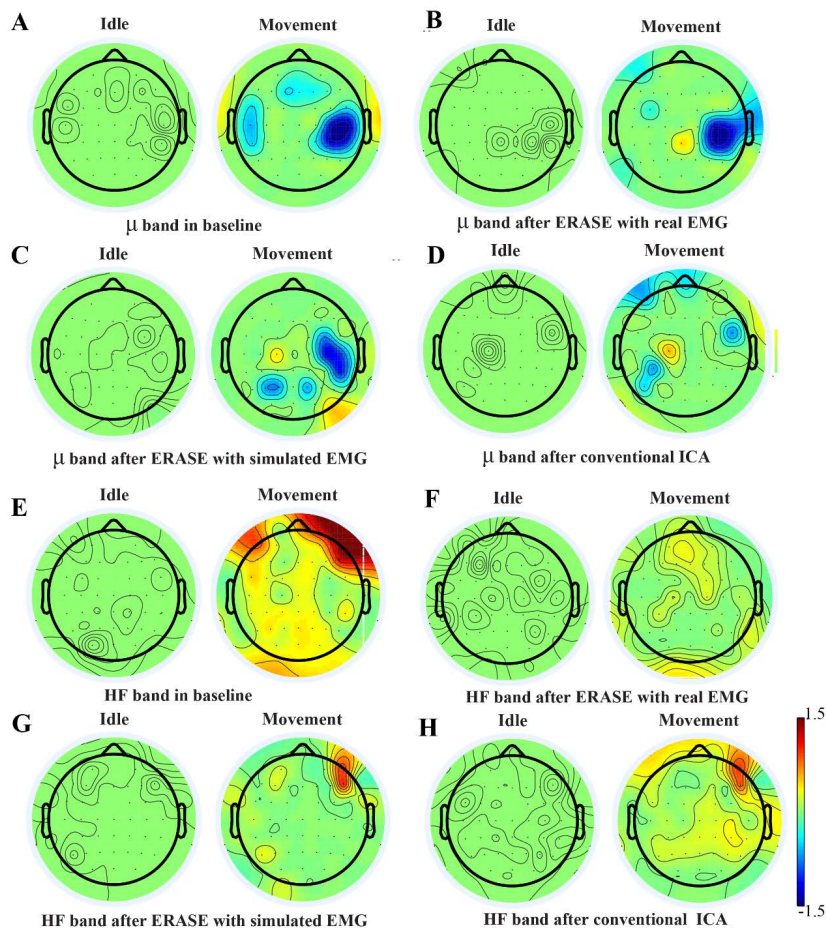 A
Idle
Movement
B
Idle
Movement
μ band in baseline
μ band after ERASE with real EMG
C
Idle
Movement
D
Idle
Movement
μ band after ERASE with simulated EMG
μ band after conventional ICA
E
Idle
Movement
F
Idle
Movement
HF band in baseline
HF band after ERASE with real EMG
G
Idle
Movement
H
Idle
Movement
1.5
-1.5
HF band after ERASE with simulated EMG
HF band after conventional ICA